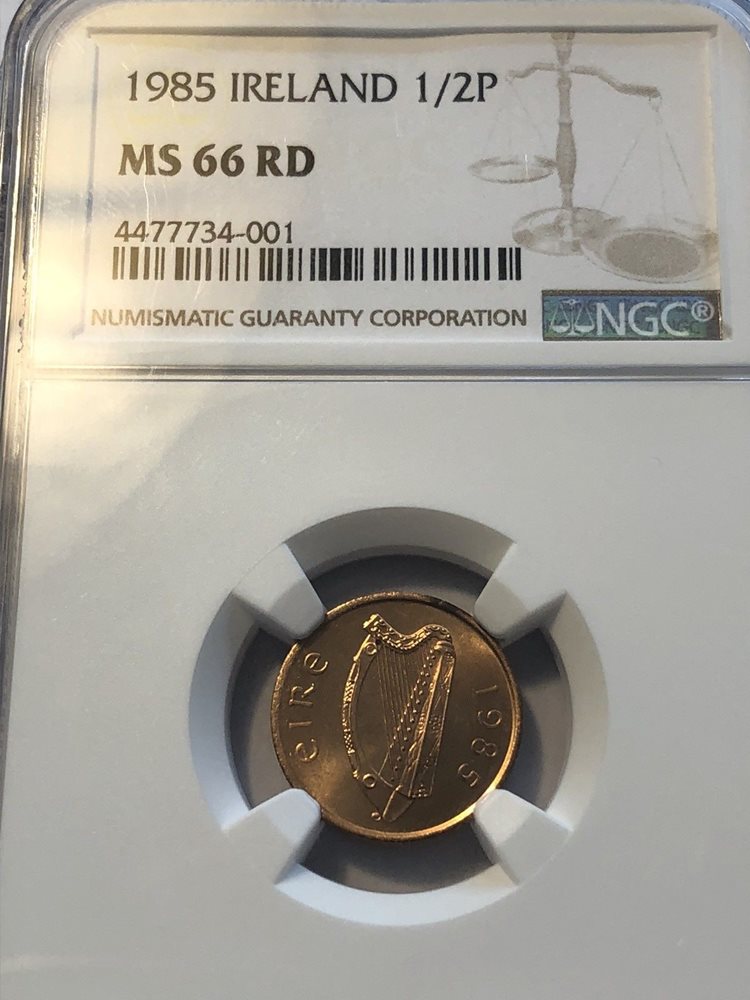 1985 IRELAND 1/2P
MS 66 RD
4477734-001
NUMISMATIC GUARANTY CORPORATION
NGC®
éIRe
1985